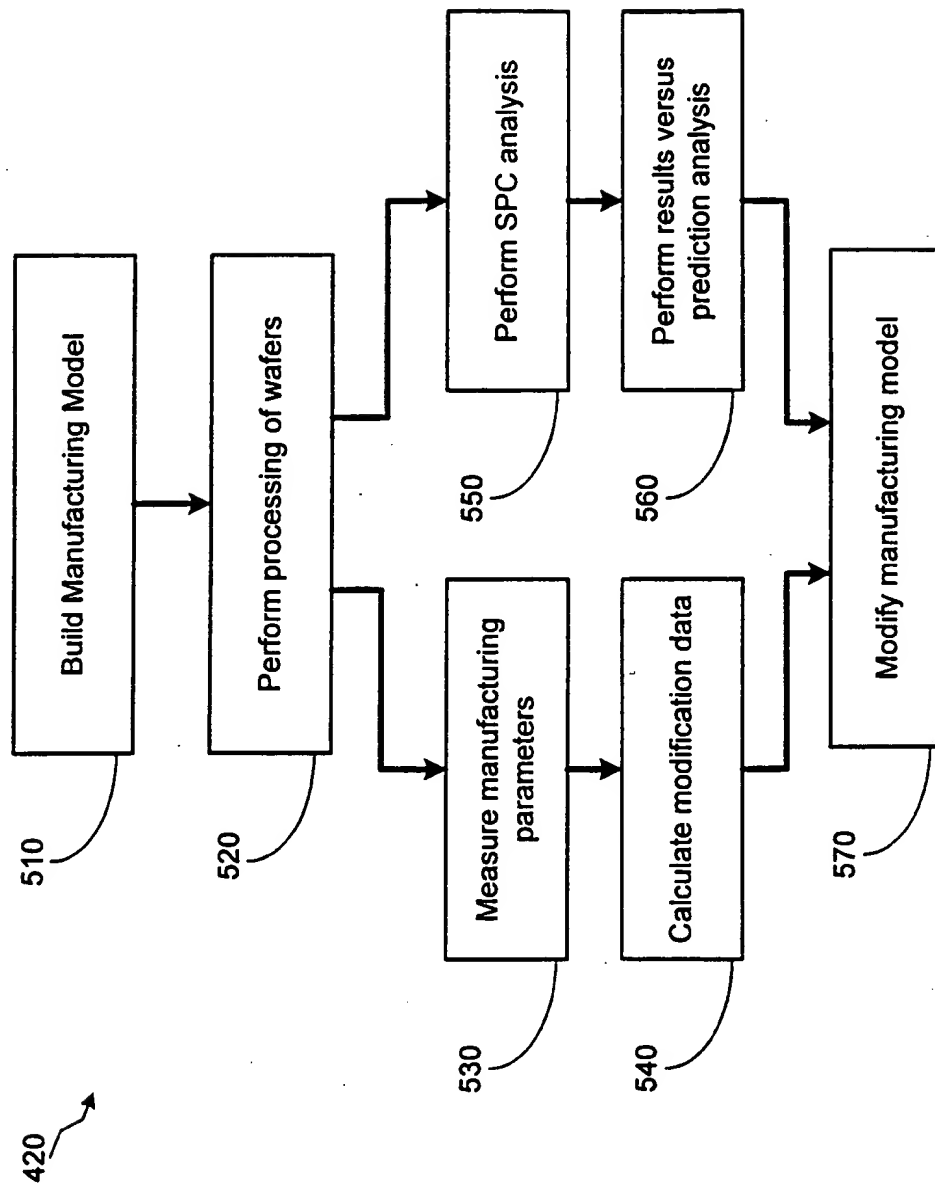 420
510
Build Manufacturing Model
520
Perform processing of wafers
530
Measure manufacturing
parameters
540
Calculate modification data
550
Perform SPC analysis
560
Perform results versus
prediction analysis
570
Modify manufacturing model